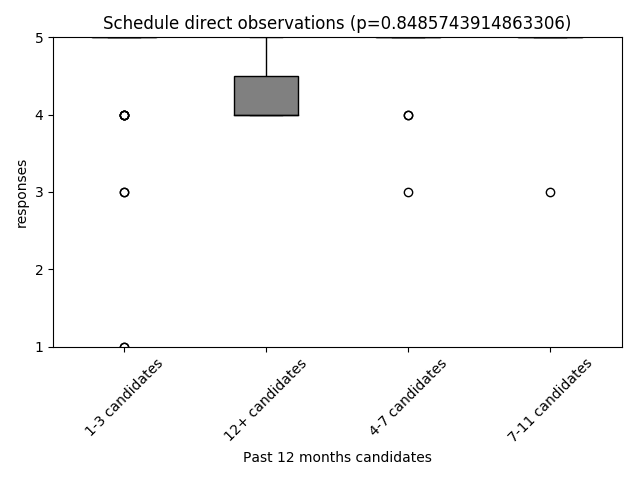 Schedule direct observations (p=0.8485743914863306)
5
4
3
2
1
responses
1-3 candidates
12+ candidates
4-7 candidates
7-11 candidates
Past 12 months candidates